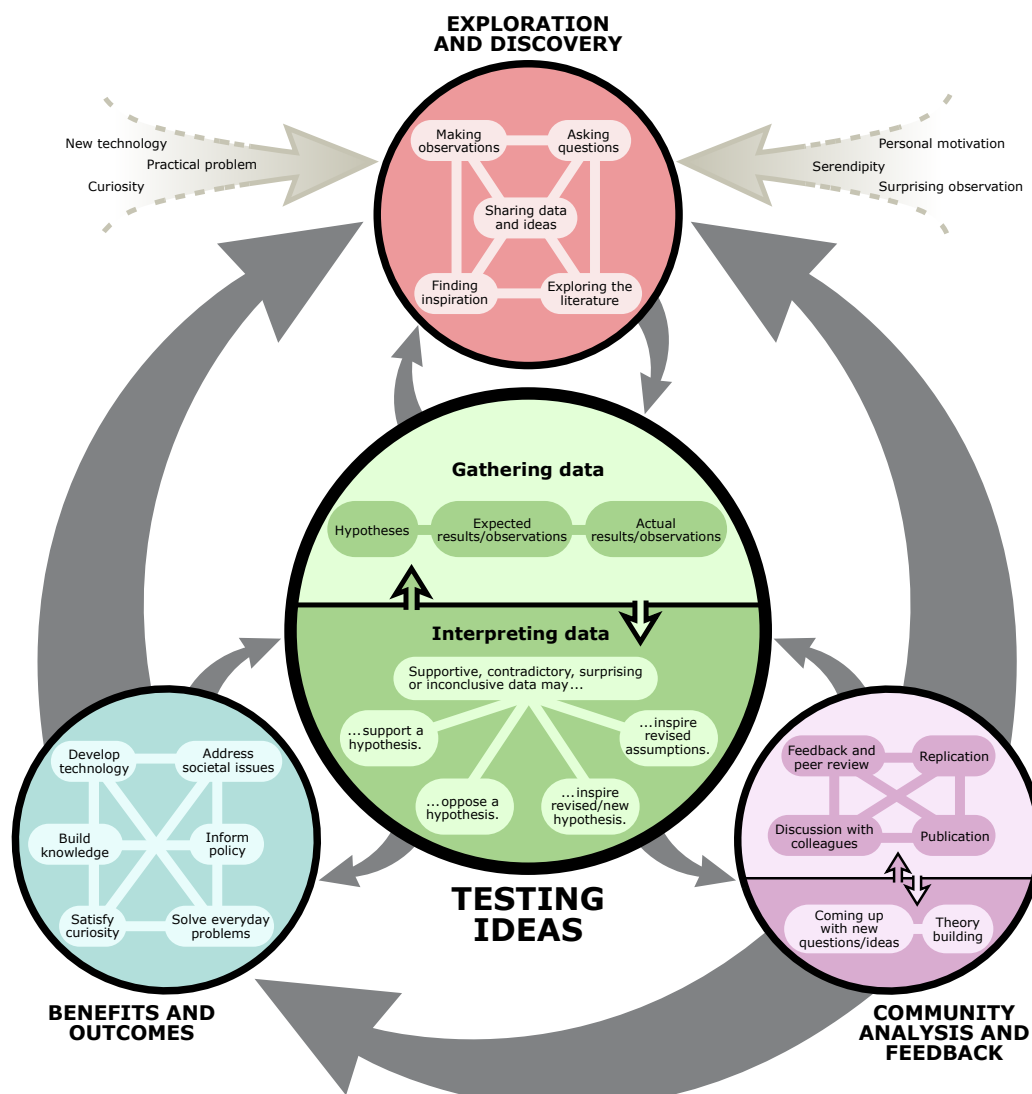 EXPLORATION
AND DISCOVERY
New technology
Practical problem
Curiosity
Personal motivation
Serendipity
Surprising observation
Making
observations
Asking
questions
Sharing data
and ideas
Finding
inspiration
Exploring the
literature
Gathering data
Hypotheses
Expected
results/observations
Actual
results/observations
Interpreting data
Supportive, contradictory, surprising
or inconclusive data may...
...support a
hypothesis.
...inspire
revised
assumptions.
...oppose a
hypothesis.
...inspire
revised/new
hypothesis.
TESTING
IDEAS
Develop
technology
Address
societal issues
Build
knowledge
Inform
policy
Satisfy
curiosity
Solve everyday
problems
BENEFITS AND
OUTCOMES
Feedback and
peer review
Replication
Discussion with
colleagues
Publication
Coming up
with new
questions/ideas
Theory
building
COMMUNITY
ANALYSIS AND
FEEDBACK